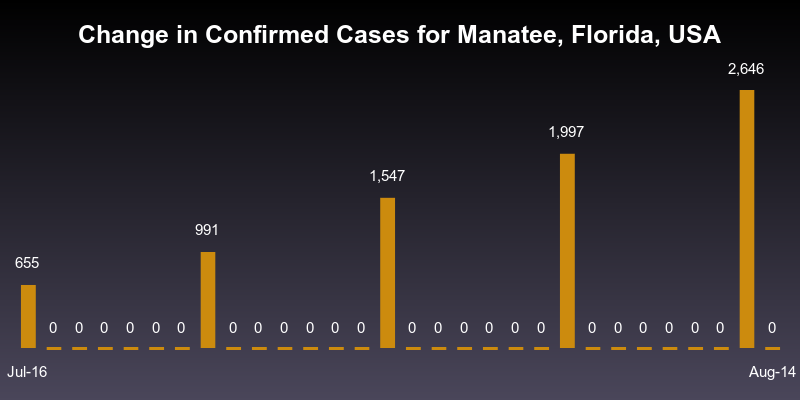 Change in Confirmed Cases for Manatee, Florida, USA
2,646
1,997
1,547
991
655
0 0 0 0 0 0 0 0 0 0 0 0 0 0 0 0 0 0 0 0 0 0 0 0 0
Jul-16 Aug-14